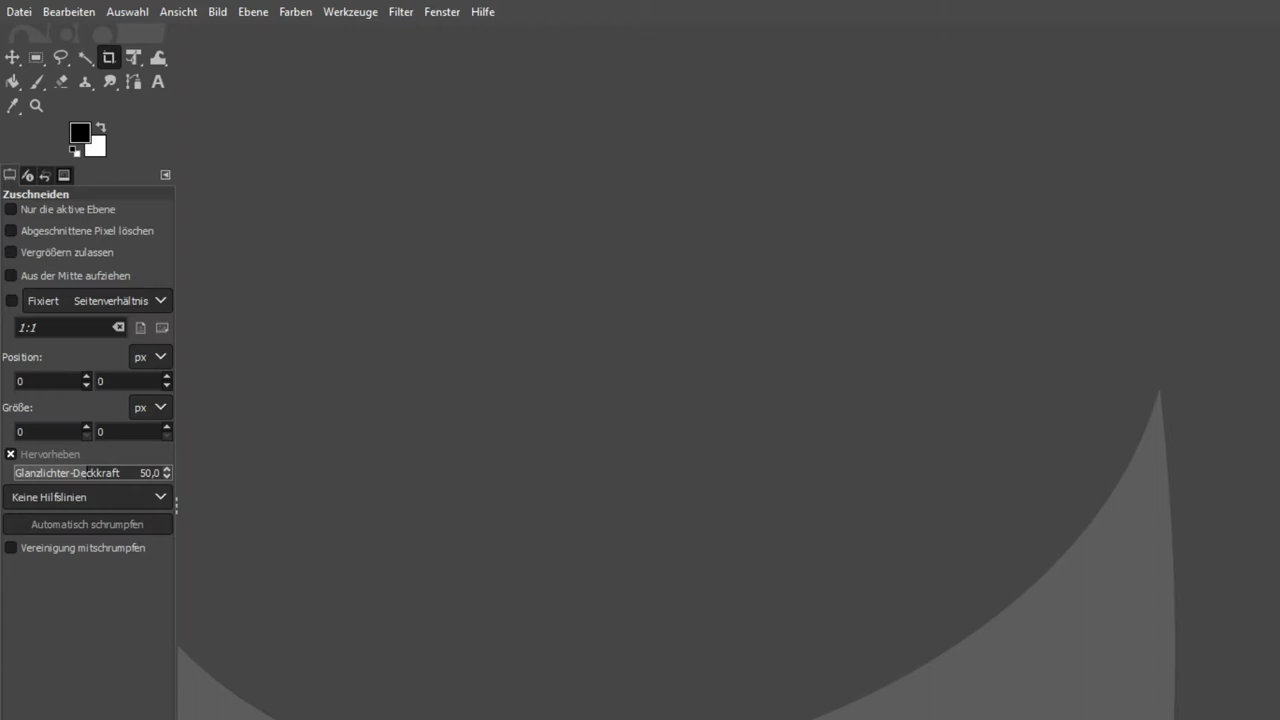 Datei Bearbeiten Auswahl Ansicht Bild Ebene Farben Werkzeuge Filter Fenster Hilfe
Zuschneiden
Nur die aktive Ebene
Abgeschnittene Pixel löschen
Vergrößern zulassen
Aus der Mitte aufziehen
Fixiert Seitenverhältnis
1:1
Position: px
0 0
Größe: px
0 0
Hervorheben
Glanzlichter-Deckkraft 50,0
Keine Hilfslinien
Automatisch schrumpfen
Vereinigung mitschrumpfen